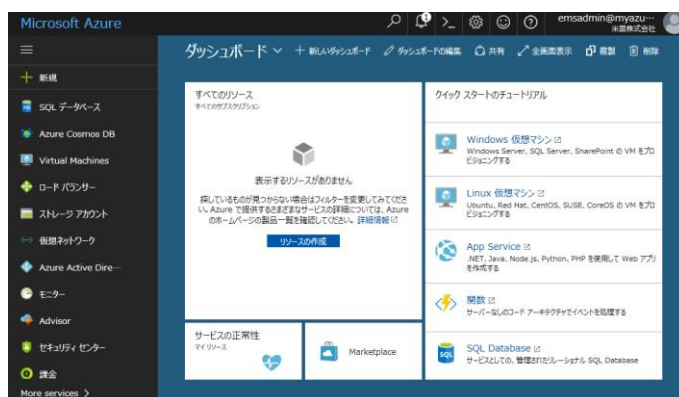 Microsoft Azure
emsadmin@myazu…
米里株式会社
ダッシュボード
+ 新しいダッシュボード
ダッシュボードの編集
共有
全画面表示
複製
削除
+ 新規
SQL データベース
Azure Cosmos DB
Virtual Machines
ロード バランサー
ストレージ アカウント
仮想ネットワーク
Azure Active Dire…
モニター
Advisor
セキュリティ センター
課金
More services >
すべてのリソース
すべてのサブスクリプション
表示するリソースがありません
探しているものが見つからない場合はフィルターを変更してみてくださ
い。Azure で提供するさまざまなサービスの詳細については、Azure
のホームページの製品一覧を確認してください。詳細情報
リソースの作成
サービスの正常性
マイ リソース
Marketplace
クイック スタートのチュートリアル
Windows 仮想マシン
Windows Server、SQL Server、SharePoint の VM をプロ
ビジョニングする
Linux 仮想マシン
Ubuntu、Red Hat、CentOS、SUSE、CoreOS の VM をプロ
ビジョニングする
App Service
.NET、Java、Node.js、Python、PHP を使用して Web アプリ
を作成する
関数
サーバーなしのコード アーキテクチャでイベントを処理する
SQL Database
サービスとしての、管理されたリレーショナル SQL Database